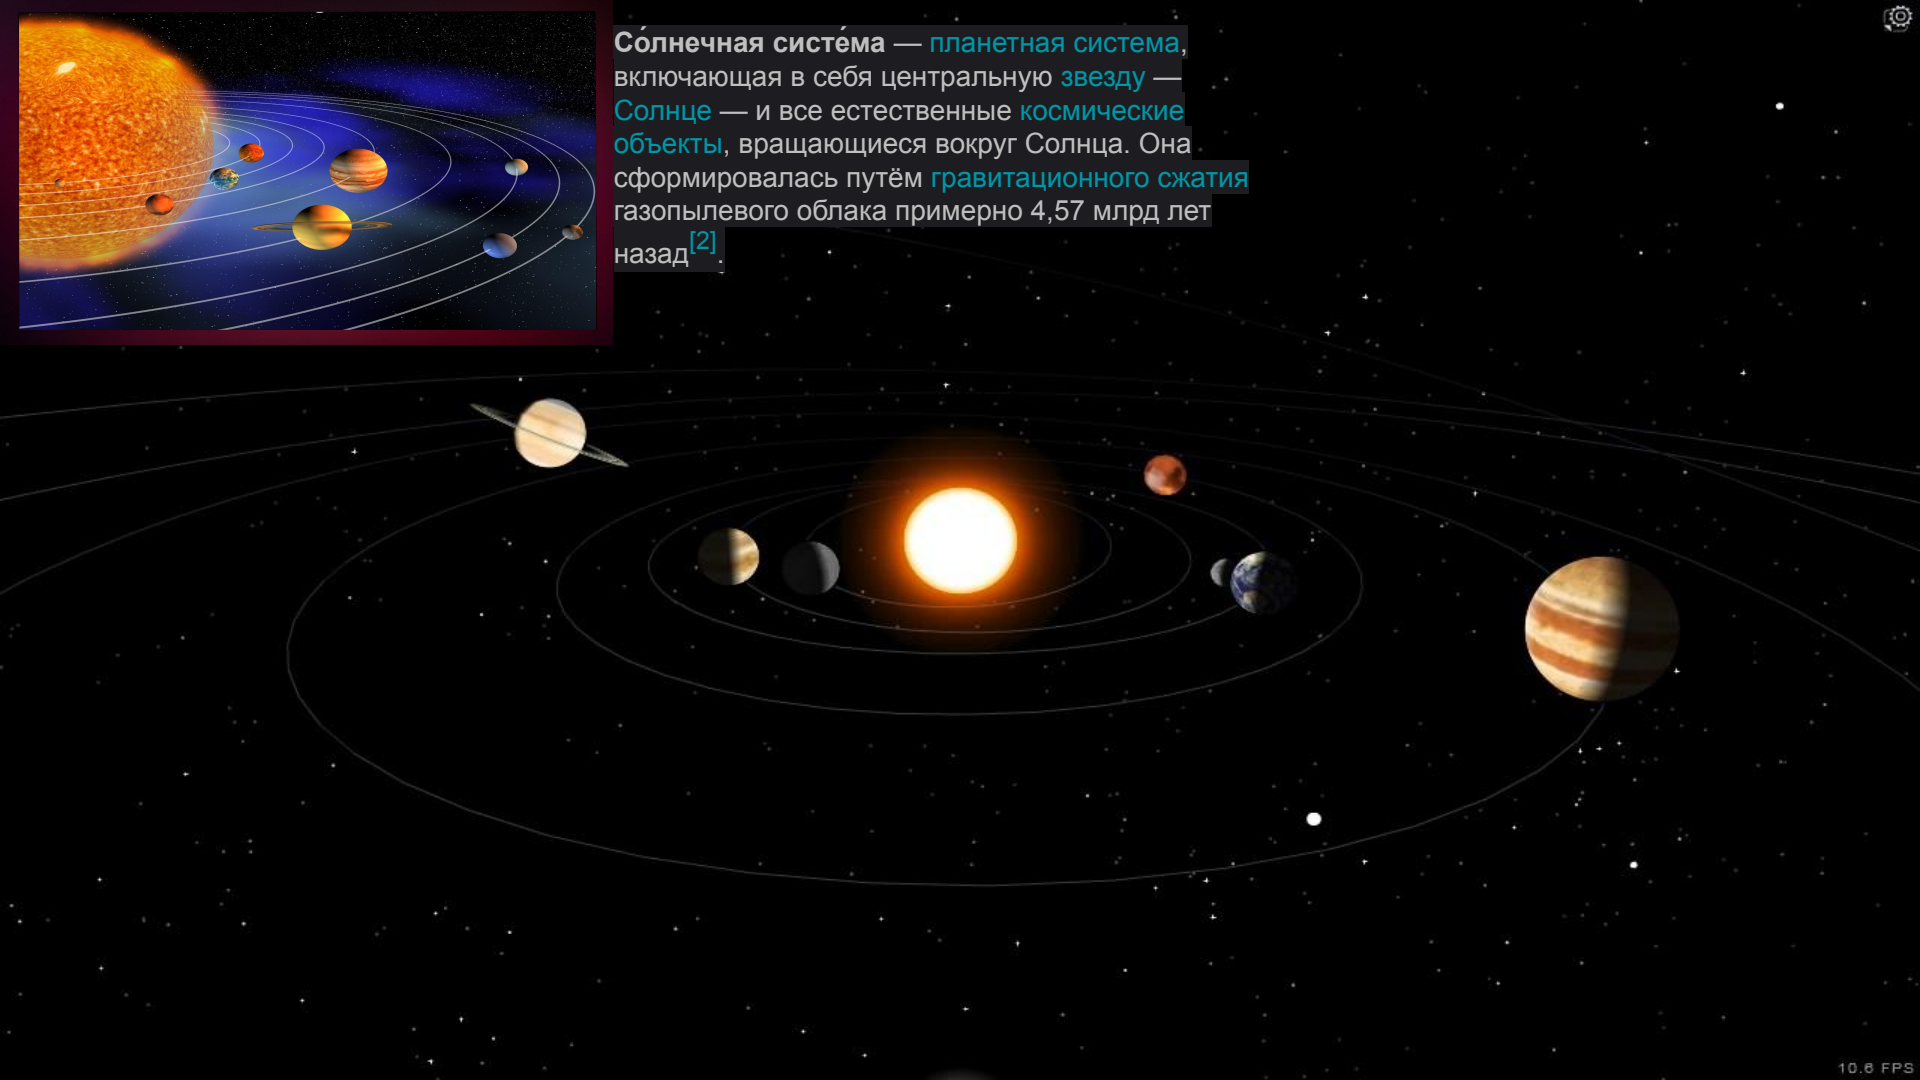 Со́лнечная систе́ма — планетная система,
включающая в себя центральную звезду —
Солнце — и все естественные космические
объекты, вращающиеся вокруг Солнца. Она
сформировалась путём гравитационного сжатия
газопылевого облака примерно 4,57 млрд лет
назад[2].
10.6 FPS